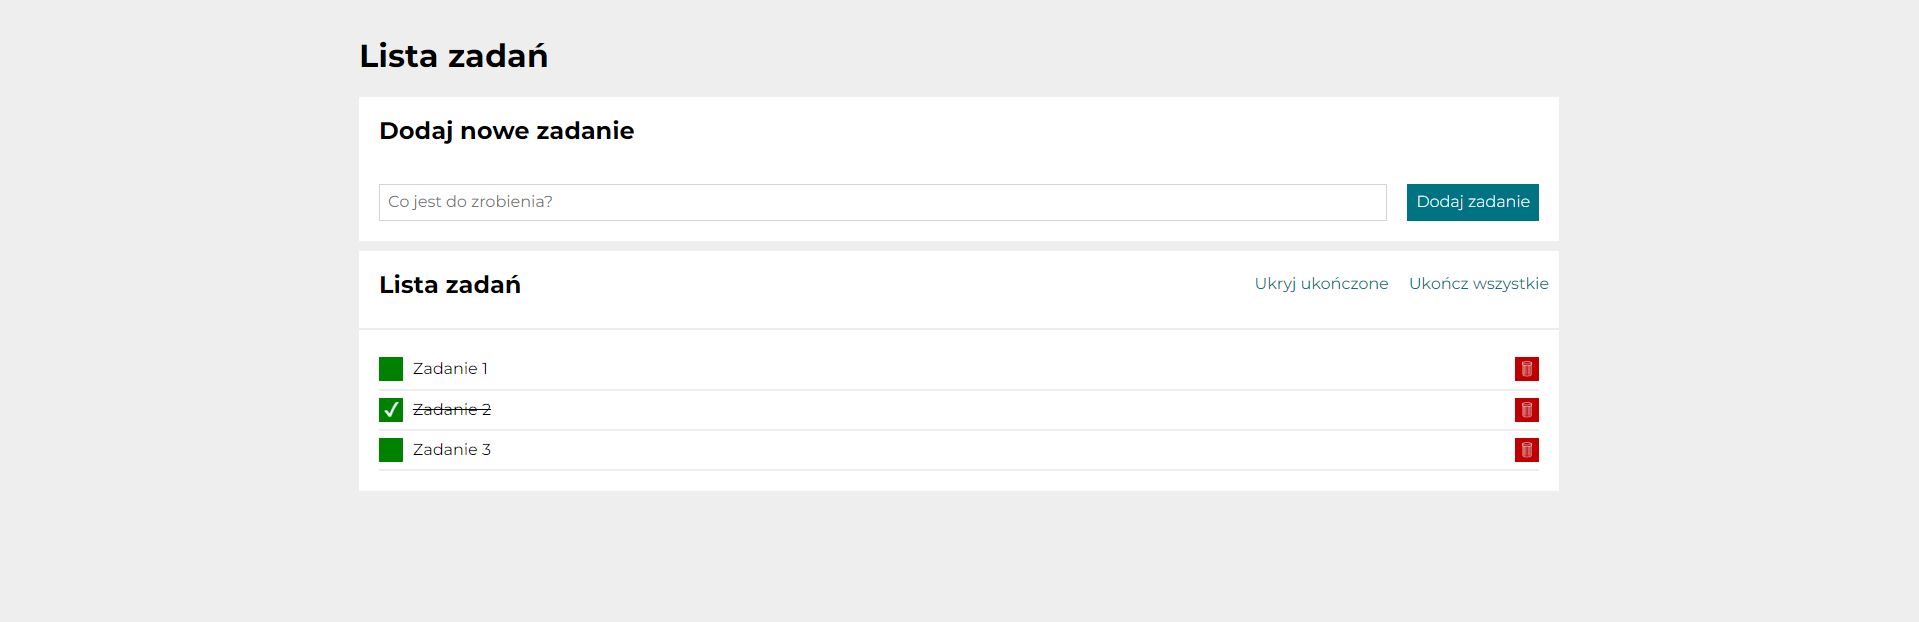 Lista zadań
Dodaj nowe zadanie
Co jest do zrobienia?
Dodaj zadanie
Lista zadań
Ukryj ukończone
Ukończ wszystkie
Zadanie 1
Zadanie 2
Zadanie 3